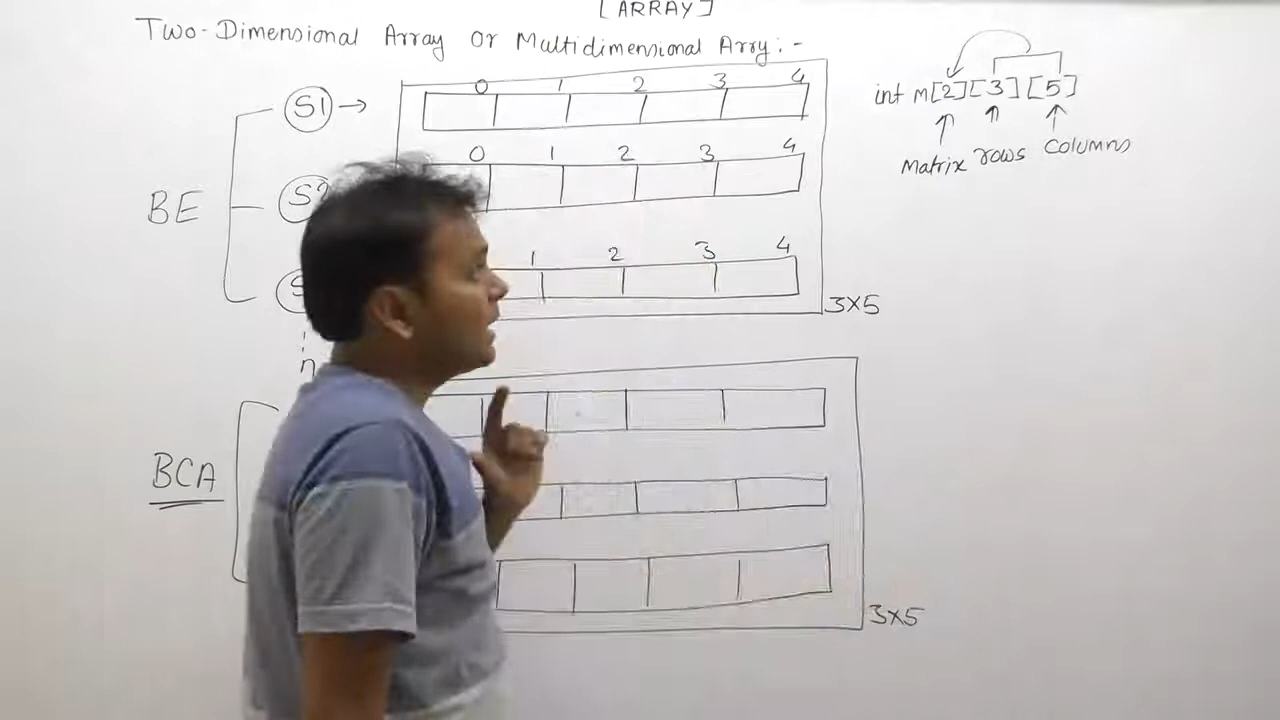 [ARRAY]
Two-Dimensional Array Or Multidimensional Arry:-
int m[2][3][5]
Matrix rows Columns
BE
S1
0 1 2 3 4
0 1 2 3 4
1 2 3 4
3X5
n
BCA
3X5